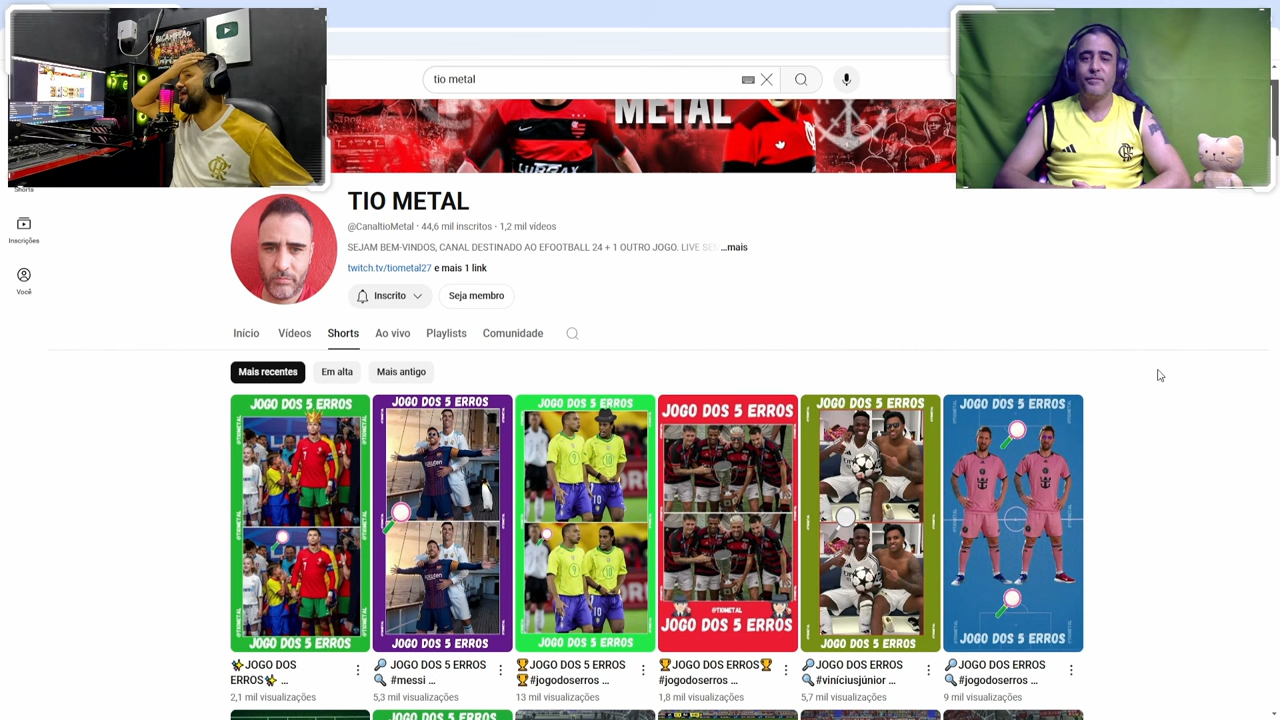 BICAMPEÃO
tio metal
METAL
Shorts
Inscrições
Você
TIO METAL
@CanaltioMetal · 44,6 mil inscritos · 1,2 mil vídeos
SEJAM BEM-VINDOS, CANAL DESTINADO AO EFOOTBALL 24 + 1 OUTRO JOGO. LIVE SE ...mais
twitch.tv/tiometal27 e mais 1 link
Inscrito
Seja membro
Início Vídeos Shorts Ao vivo Playlists Comunidade
Mais recentes Em alta Mais antigo
JOGO DOS 5 ERROS JOGO DOS 5 ERROS JOGO DOS 5 ERROS JOGO DOS 5 ERROS JOGO DOS 5 ERROS JOGO DOS 5 ERROS
@TIOMETAL
JOGO DOS 5 ERROS JOGO DOS 5 ERROS JOGO DOS 5 ERROS JOGO DOS 5 ERROS JOGO DOS 5 ERROS JOGO DOS 5 ERROS
✨JOGO DOS
ERROS✨ ...
2,1 mil visualizações
🔎 JOGO DOS 5 ERROS
🔍 #messi ...
5,3 mil visualizações
🏆JOGO DOS 5 ERROS
🏆#jogodoserros ...
13 mil visualizações
🏆JOGO DOS 5 ERROS🏆
#jogodoserros ...
1,8 mil visualizações
🔎JOGO DOS ERROS
🔍#viníciusjúnior ...
5,7 mil visualizações
🔎JOGO DOS 5 ERROS
🔍#jogodoserros ...
9 mil visualizações